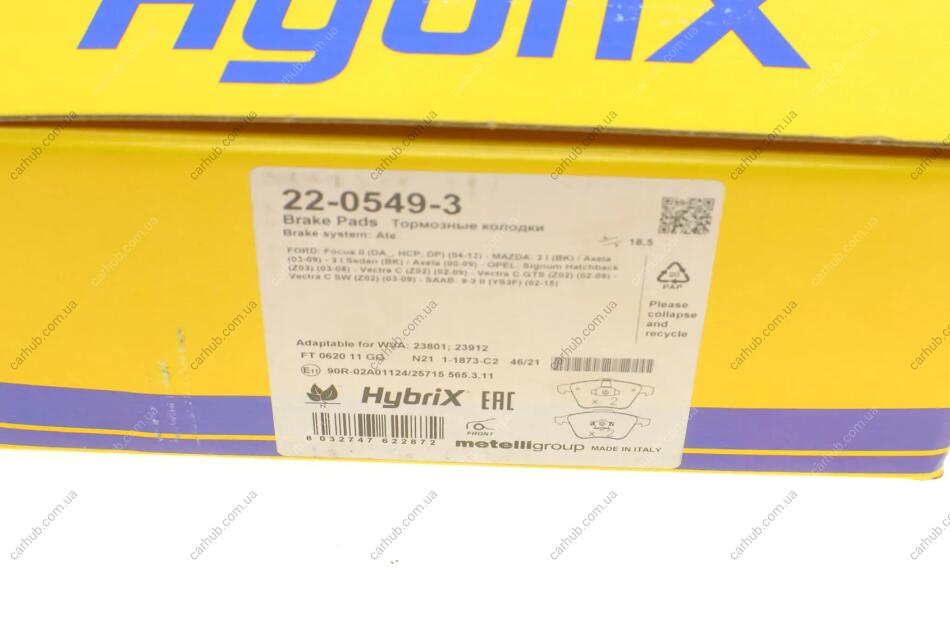 HybriX
22-0549-3
Brake Pads Тормозные колодки
Brake system: Ate
18,5
FORD: Focus II (DA_, HCP, DP) (04-12) - MAZDA: 3 I (BK) / Axela
(03-09) - 3 I Sedan (BK) / Axela (00-09) - OPEL: Signum Hatchback
(Z03) (03-08) - Vectra C (Z02) (02-09) - Vectra C GTS (Z02) (02-09) -
Vectra C SW (Z02) (03-09) - SAAB: 9-3 II (YS3F) (02-15)
20
PAP
Please
collapse
and
recycle
Adaptable for WVA: 23801; 23912
FT 0620 11 GG N21 1-1873-C2 46/21
E11 90R-02A01124/25715 565.3.11
N
HybriX EAC
x 2
x 2
8 032747 622872
FRONT
metelligroup MADE IN ITALY
carhub.com.ua